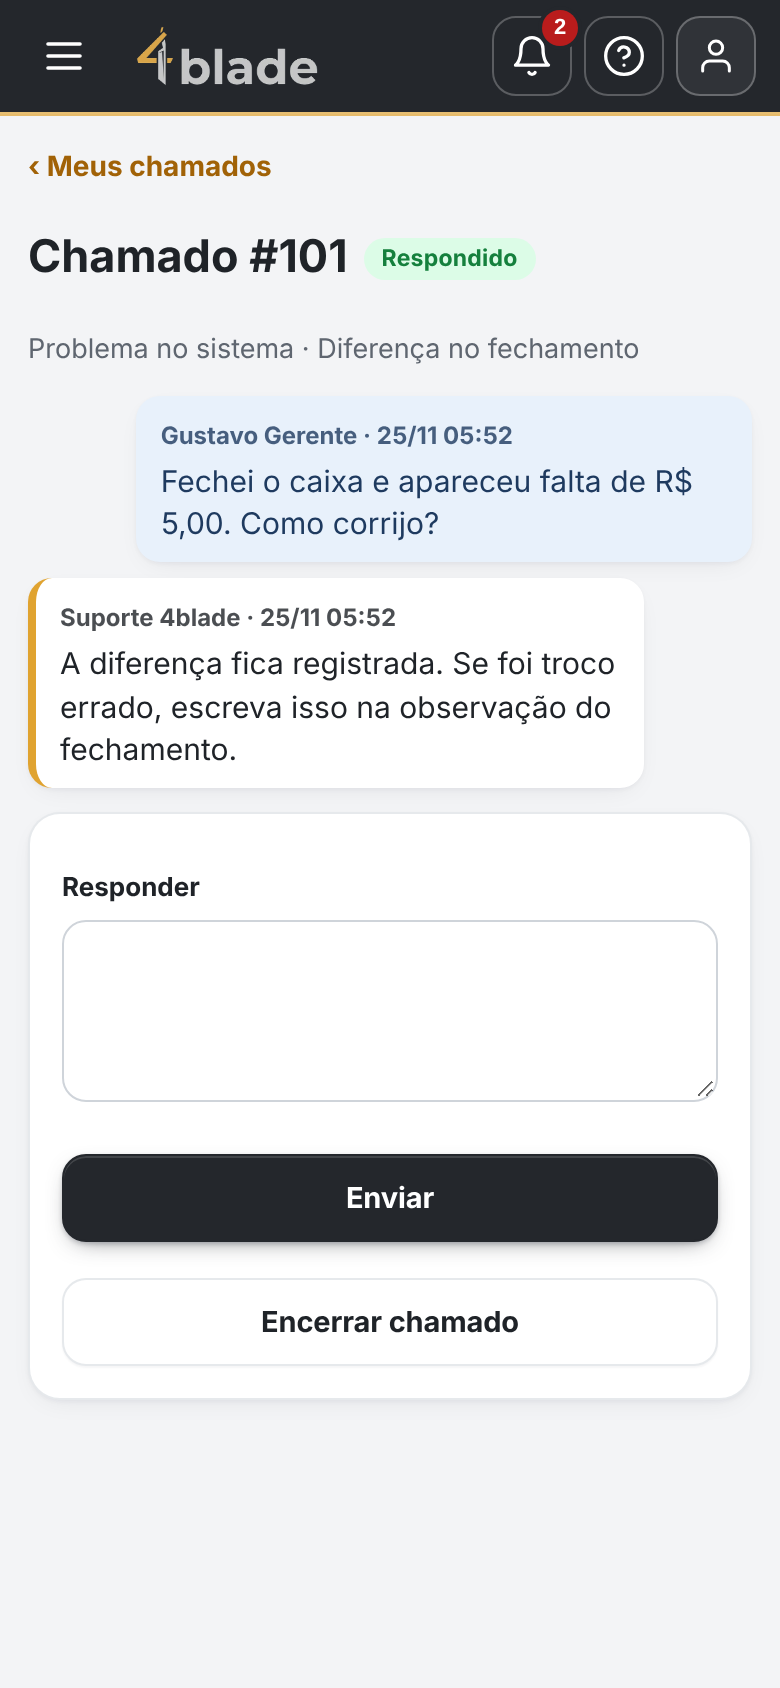 2
4blade
‹ Meus chamados
Chamado #101 Respondido
Problema no sistema · Diferença no fechamento
Gustavo Gerente · 25/11 05:52
Fechei o caixa e apareceu falta de R$
5,00. Como corrijo?
Suporte 4blade · 25/11 05:52
A diferença fica registrada. Se foi troco
errado, escreva isso na observação do
fechamento.
Responder
Enviar
Encerrar chamado